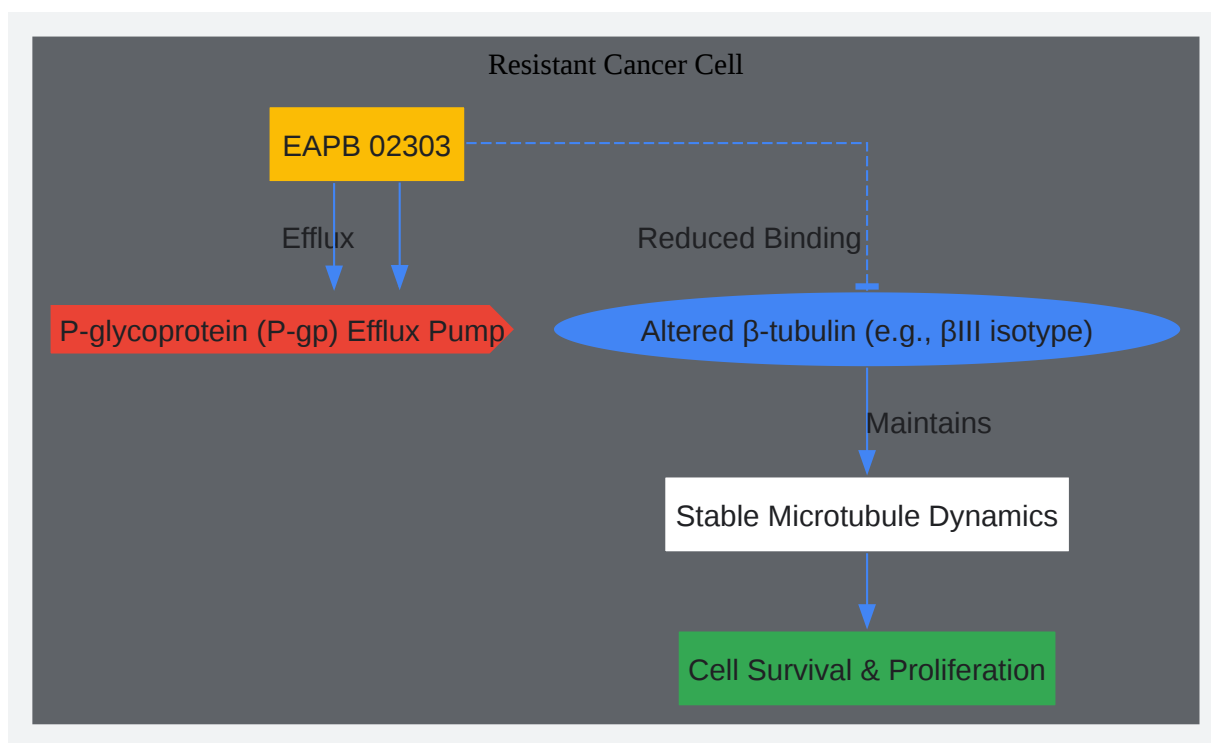 Resistant Cancer Cell
EAPB 02303
Efflux
Reduced Binding
P-glycoprotein (P-gp) Efflux Pump
Altered β-tubulin (e.g., βIII isotype)
Maintains
Stable Microtubule Dynamics
Cell Survival & Proliferation